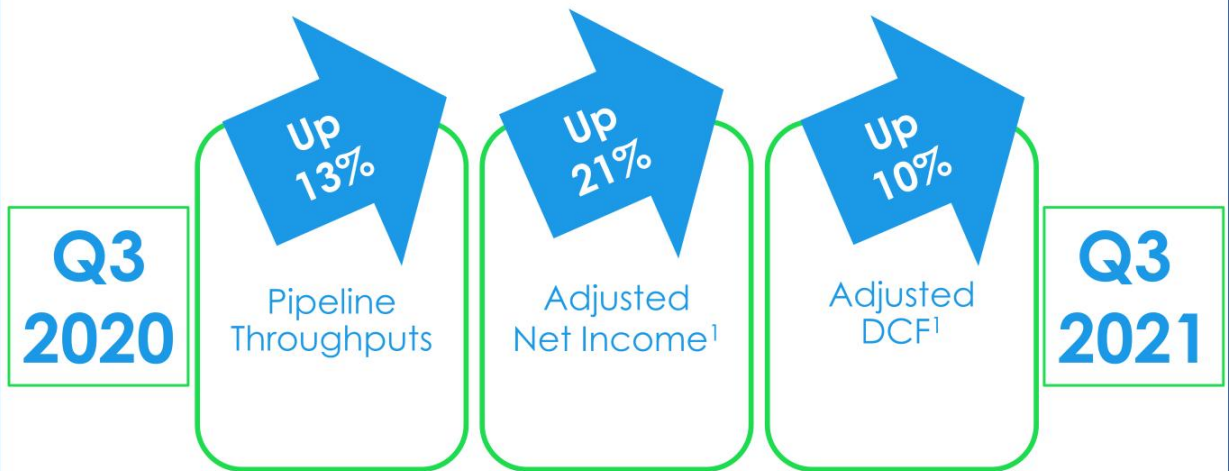 Q3
2020
Up
13%
Pipeline
Throughputs
Up
21%
Adjusted
Net Income¹
Up
10%
Adjusted
DCF¹
Q3
2021